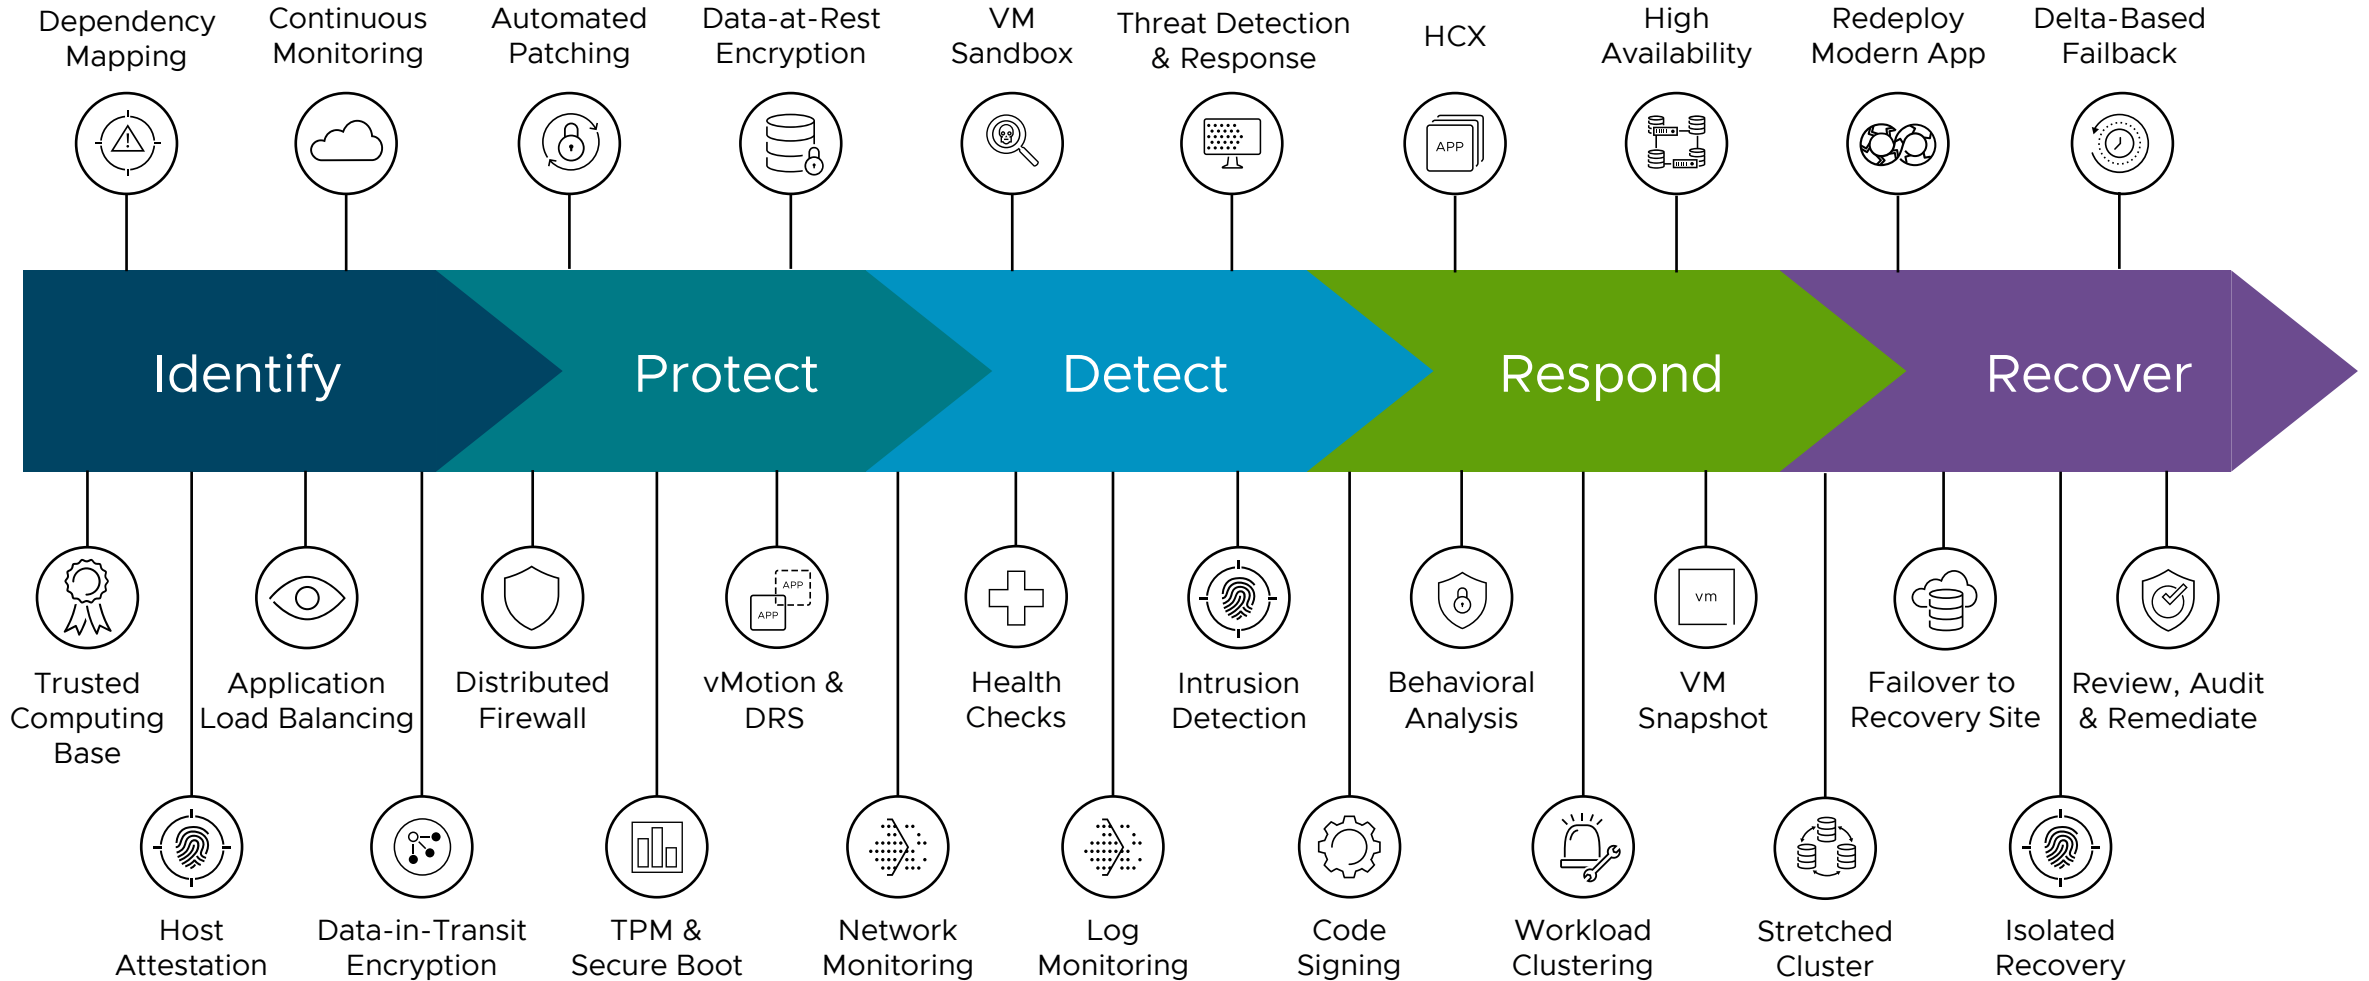 Dependency
Mapping
Continuous
Monitoring
Automated
Patching
Data-at-Rest
Encryption
VM
Sandbox
Threat Detection
& Response
HCX
High
Availability
Redeploy
Modern App
Delta-Based
Failback
APP
Identify
Protect
Detect
Respond
Recover
APP
APP
vm
Trusted
Computing
Base
Application
Load Balancing
Distributed
Firewall
vMotion &
DRS
Health
Checks
Intrusion
Detection
Behavioral
Analysis
VM
Snapshot
Failover to
Recovery Site
Review, Audit
& Remediate
Host
Attestation
Data-in-Transit
Encryption
TPM &
Secure Boot
Network
Monitoring
Log
Monitoring
Code
Signing
Workload
Clustering
Stretched
Cluster
Isolated
Recovery